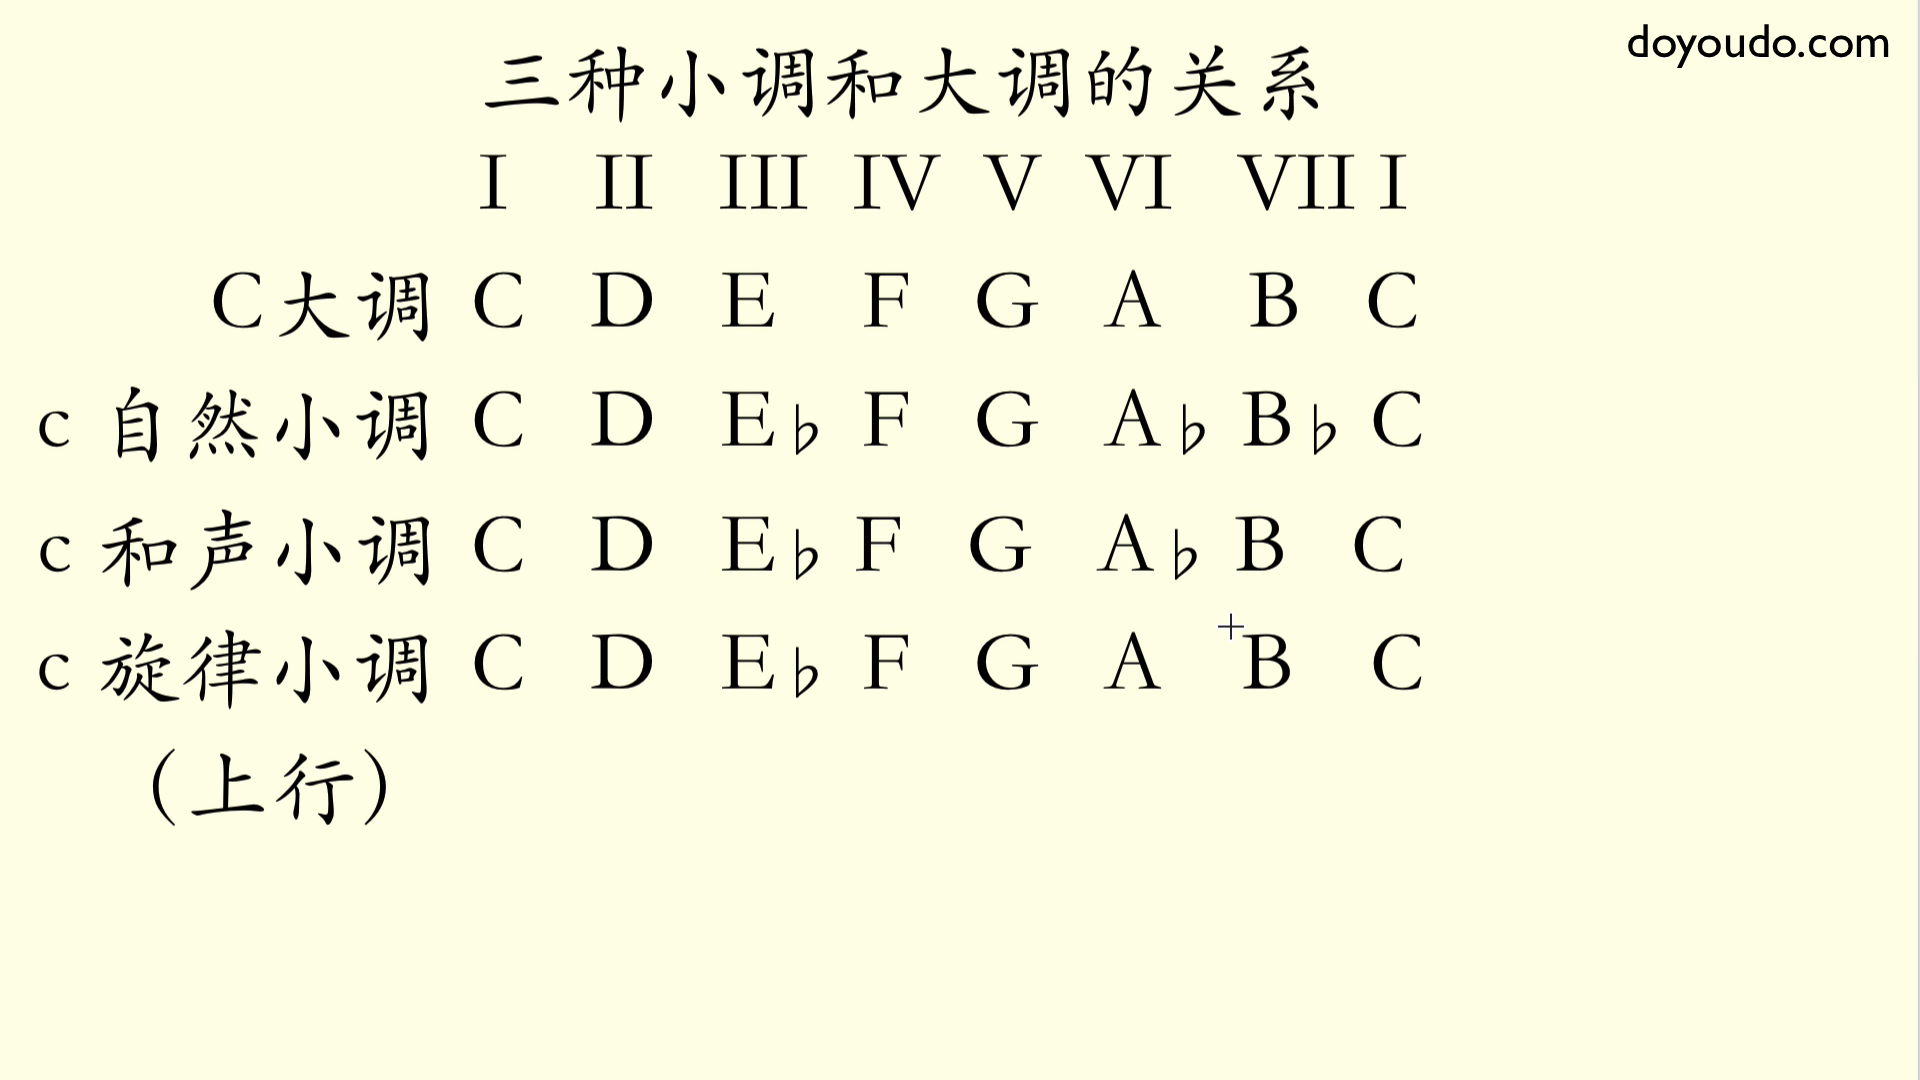 doyoudo.com
三种小调和大调的关系
I II III IV V VI VII I
C大调 C D E F G A B C
c 自然小调 C D E♭ F G A♭ B♭ C
c 和声小调 C D E♭ F G A♭ B C
c 旋律小调 C D E♭ F G A B C
（上行）